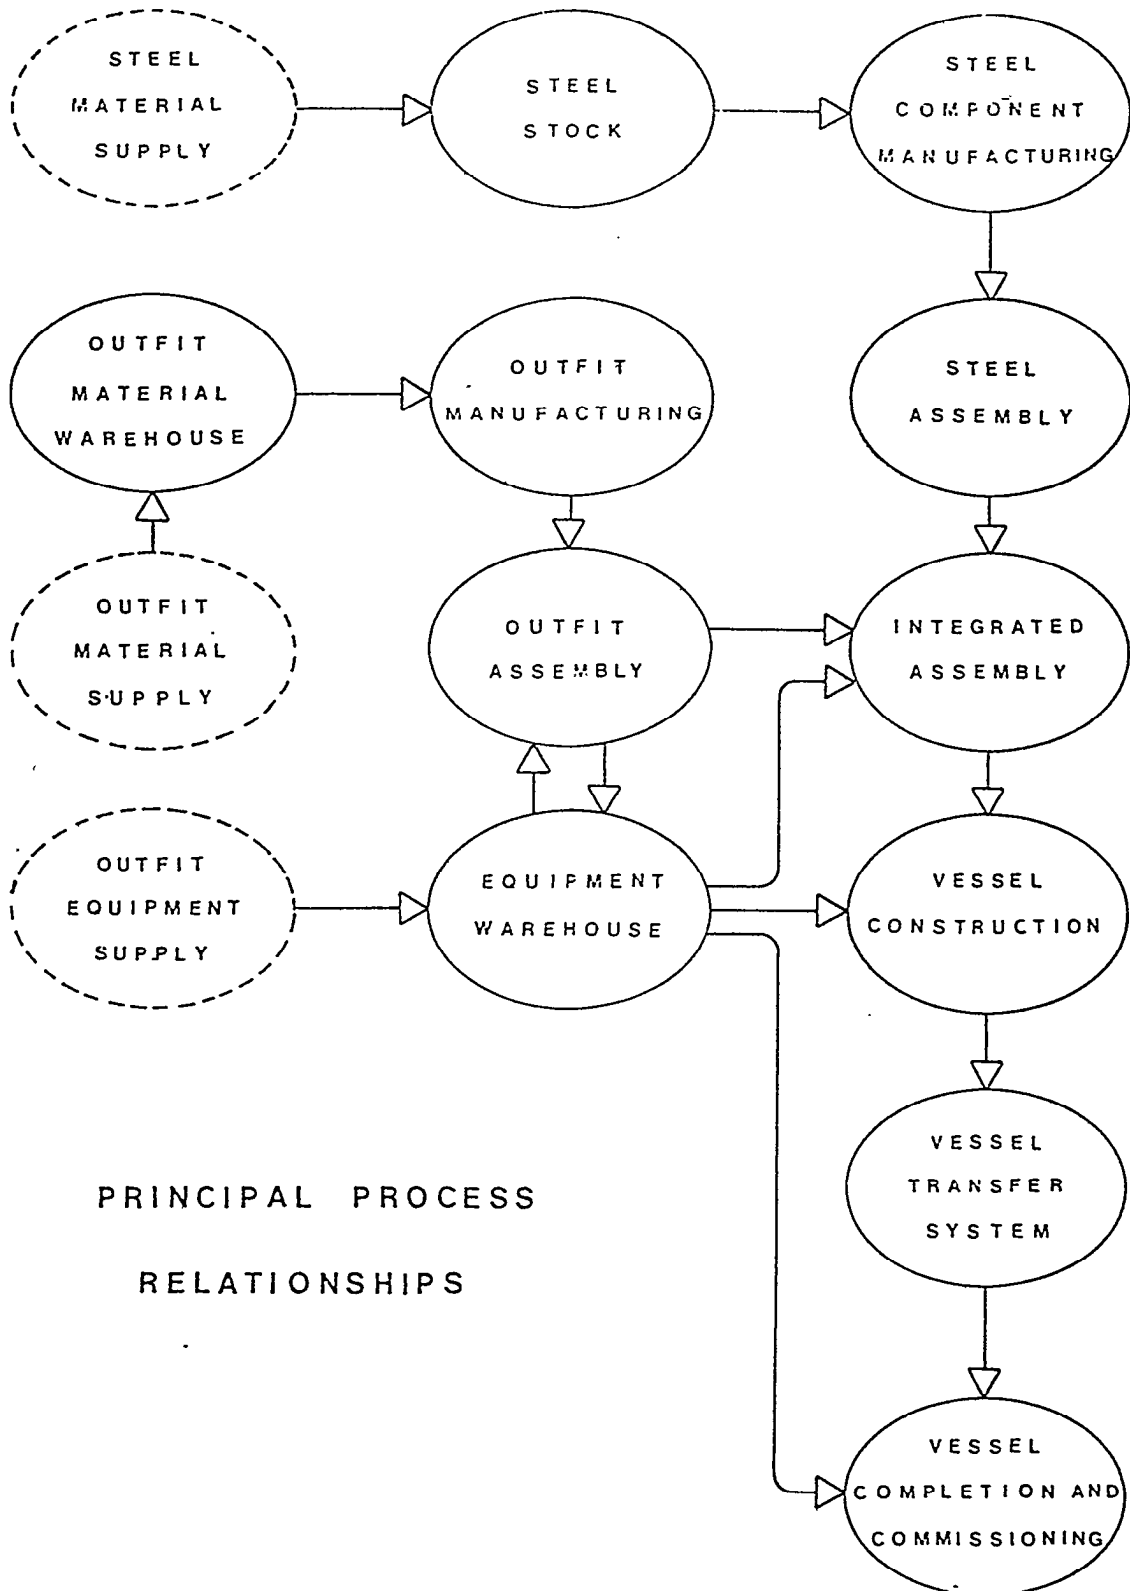 STEEL
MATERIAL
SUPPLY
STEEL
STOCK
STEEL
COMPONENT
MANUFACTURING
OUTFIT
MATERIAL
WAREHOUSE
OUTFIT
MANUFACTURING
STEEL
ASSEMBLY
OUTFIT
MATERIAL
SUPPLY
OUTFIT
ASSEMBLY
INTEGRATED
ASSEMBLY
OUTFIT
EQUIPMENT
SUPPLY
EQUIPMENT
WAREHOUSE
VESSEL
CONSTRUCTION
VESSEL
TRANSFER
SYSTEM
PRINCIPAL PROCESS
RELATIONSHIPS
VESSEL
COMPLETION AND
COMMISSIONING